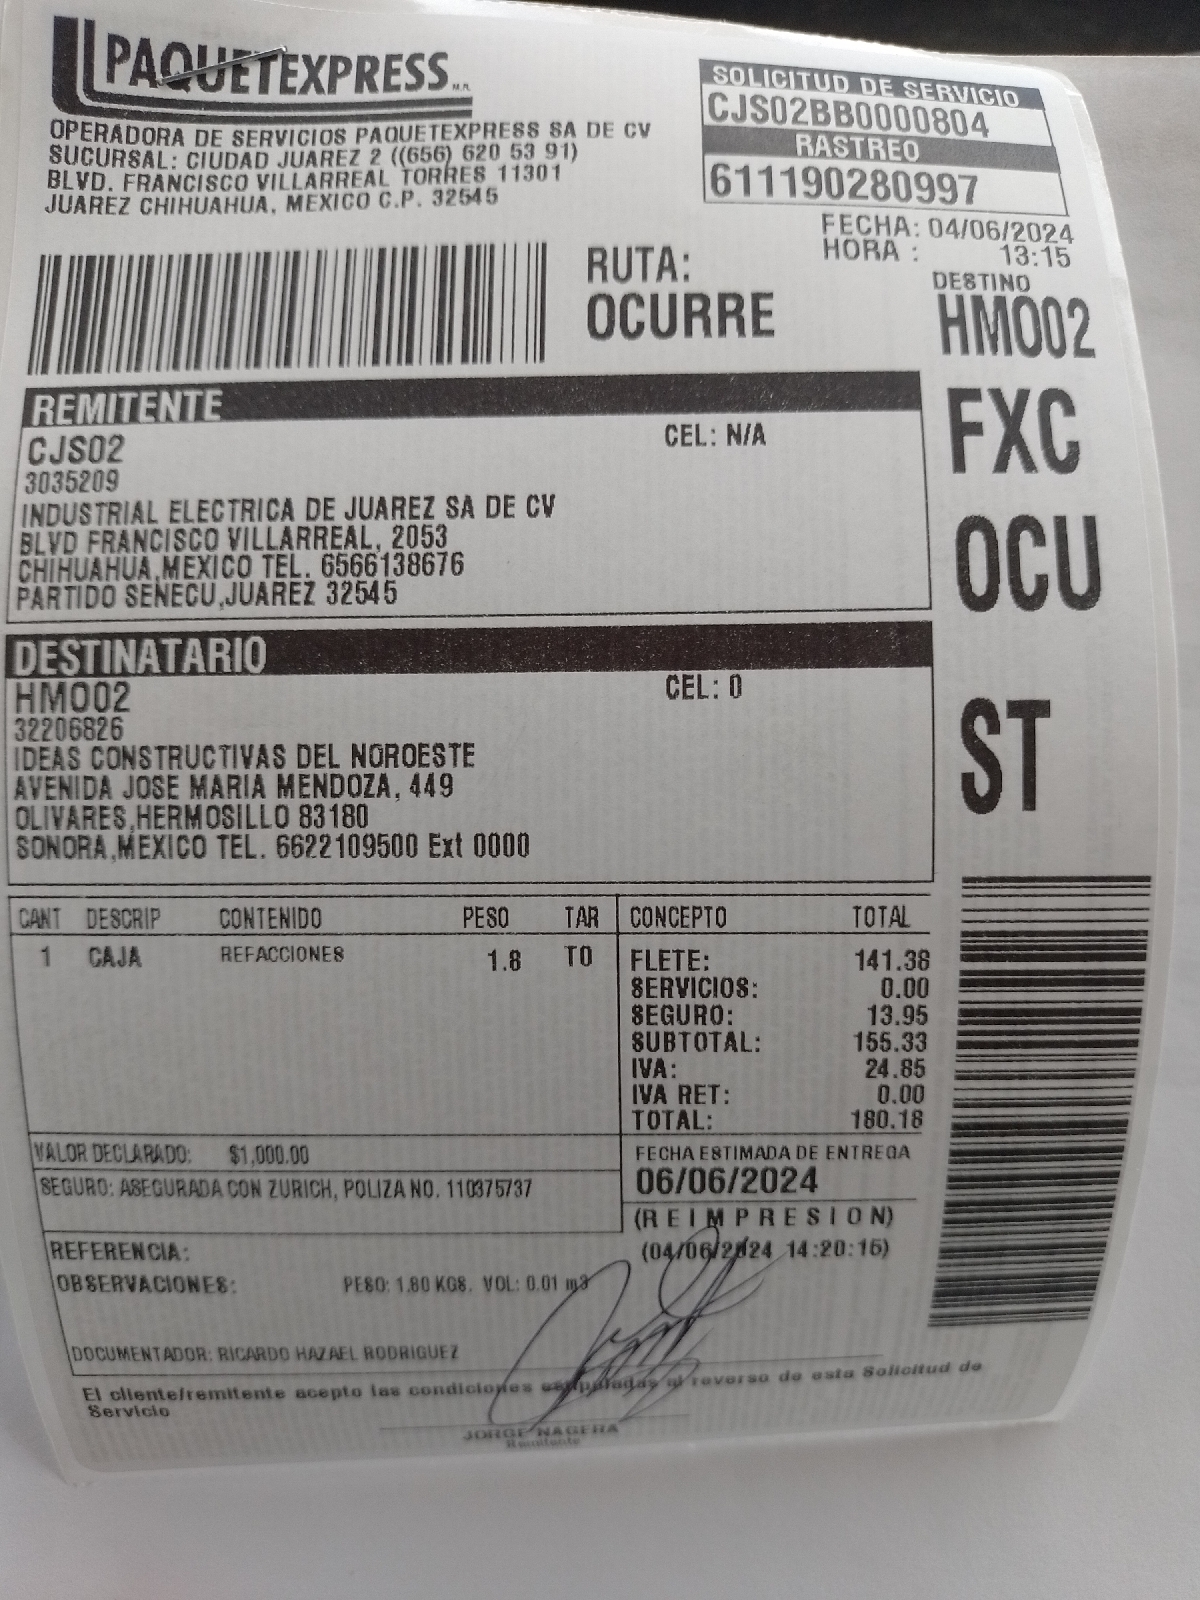 PAQUETEXPRESS M.R.
OPERADORA DE SERVICIOS PAQUETEXPRESS SA DE CV
SUCURSAL: CIUDAD JUAREZ 2 ((656) 620 53 91)
BLVD. FRANCISCO VILLARREAL TORRES 11301
JUAREZ CHIHUAHUA, MEXICO C.P. 32545
SOLICITUD DE SERVICIO
CJS02BB0000804
RASTREO
611190280997
FECHA: 04/06/2024
HORA : 13:15
RUTA:
OCURRE
DESTINO
HMO02
FXC
OCU
ST
REMITENTE
CJS02 CEL: N/A
3035209
INDUSTRIAL ELECTRICA DE JUAREZ SA DE CV
BLVD FRANCISCO VILLARREAL, 2053
CHIHUAHUA,MEXICO TEL. 6566138676
PARTIDO SENECU,JUAREZ 32545
DESTINATARIO
HMO02 CEL: 0
32206826
IDEAS CONSTRUCTIVAS DEL NOROESTE
AVENIDA JOSE MARIA MENDOZA, 449
OLIVARES,HERMOSILLO 83180
SONORA,MEXICO TEL. 6622109500 Ext 0000
CANT DESCRIP CONTENIDO PESO TAR
1 CAJA REFACCIONES 1.8 T0
CONCEPTO TOTAL
FLETE: 141.38
SERVICIOS: 0.00
SEGURO: 13.95
SUBTOTAL: 155.33
IVA: 24.85
IVA RET: 0.00
TOTAL: 180.18
VALOR DECLARADO: $1,000.00
SEGURO: ASEGURADA CON ZURICH, POLIZA NO. 110375737
FECHA ESTIMADA DE ENTREGA
06/06/2024
(REIMPRESION)
(04/06/2024 14:20:15)
REFERENCIA:
OBSERVACIONES: PESO: 1.80 KGS. VOL: 0.01 m3
DOCUMENTADOR: RICARDO HAZAEL RODRIGUEZ
El cliente/remitente acepto las condiciones estipuladas al reverso de esta Solicitud de
Servicio
JORGE NAGERA
Remitente